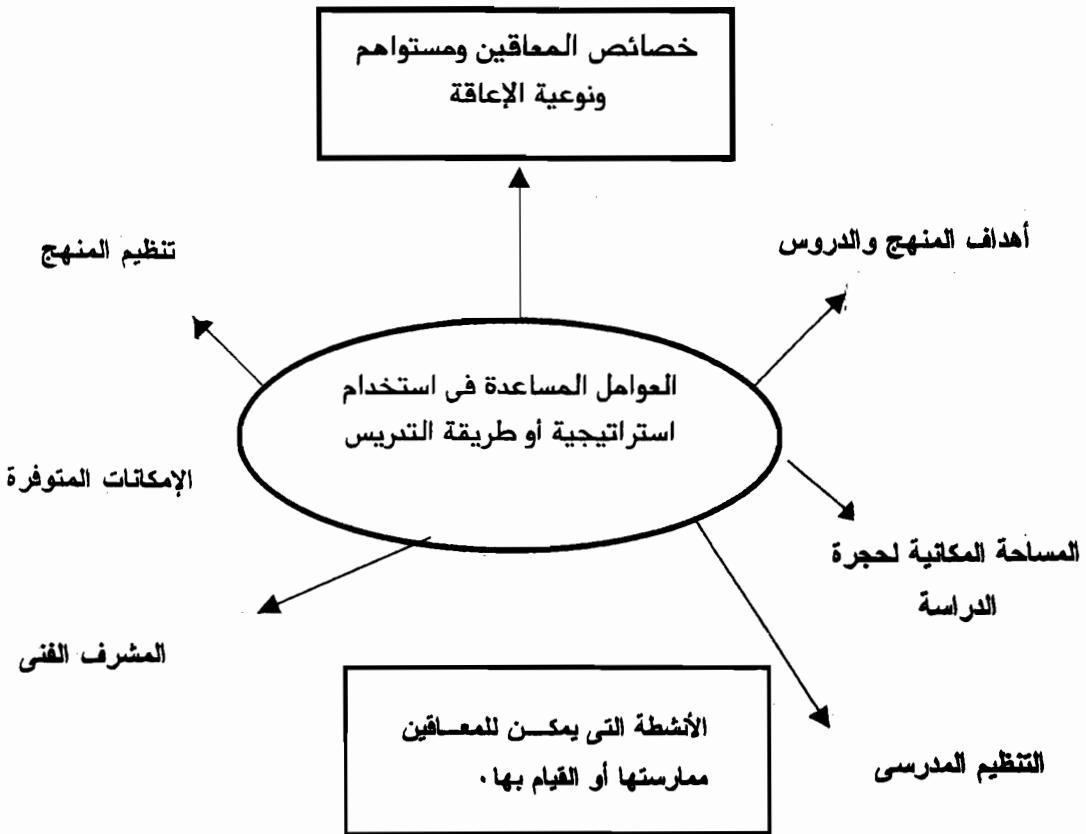 خصائص المعاقين ومستواهم
ونوعية الإعاقة
أهداف المنهج والدروس
تنظيم المنهج
العوامل المساعدة فى استخدام
استراتيجية أو طريقة التدريس
الإمكانات المتوفرة
المساحة المكانية لحجرة
الدراسة
المشرف الفنى
الأنشطة التى يمكن للمعاقين
ممارستها أو القيام بها .
التنظيم المدرسى